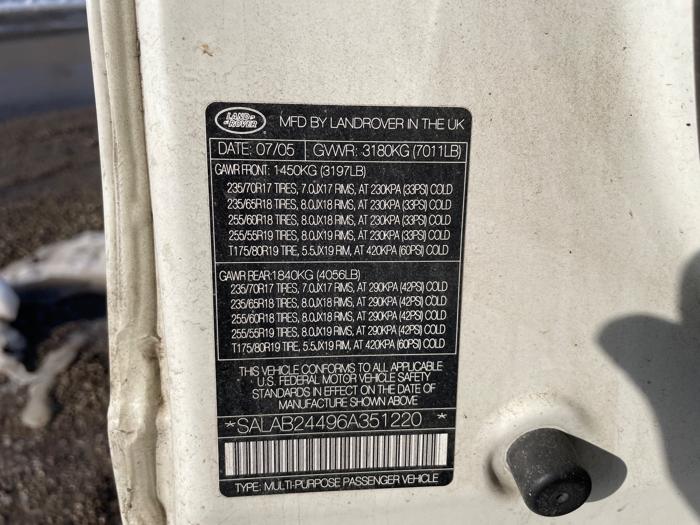 LAND-
-ROVER
MFD BY LANDROVER IN THE UK
DATE: 07/05 GVWR: 3180KG (7011LB)
GAWR FRONT: 1450KG (3197LB)
235/70R17 TIRES, 7.0JX17 RIMS, AT 230KPA (33PSI) COLD
235/65R18 TIRES, 8.0JX18 RIMS, AT 230KPA (33PSI) COLD
255/60R18 TIRES, 8.0JX18 RIMS, AT 230KPA (33PSI) COLD
255/55R19 TIRES, 8.0JX19 RIMS, AT 230KPA (33PSI) COLD
T175/80R19 TIRE, 5.5JX19 RIM, AT 420KPA (60PSI) COLD
GAWR REAR:1840KG (4056LB)
235/70R17 TIRES, 7.0JX17 RIMS, AT 290KPA (42PSI) COLD
235/65R18 TIRES, 8.0JX18 RIMS, AT 290KPA (42PSI) COLD
255/60R18 TIRES, 8.0JX18 RIMS, AT 290KPA (42PSI) COLD
255/55R19 TIRES, 8.0JX19 RIMS, AT 290KPA (42PSI) COLD
T175/80R19 TIRE, 5.5JX19 RIM, AT 420KPA (60PSI) COLD
THIS VEHICLE CONFORMS TO ALL APPLICABLE
U.S. FEDERAL MOTOR VEHICLE SAFETY
STANDARDS IN EFFECT ON THE DATE OF
MANUFACTURE SHOWN ABOVE
*SALAB24496A351220 *
TYPE: MULTI-PURPOSE PASSENGER VEHICLE